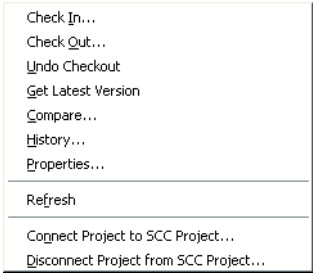 Check In...
Check Out...
Undo Checkout
Get Latest Version
Compare...
History...
Properties...
Refresh
Connect Project to SCC Project...
Disconnect Project from SCC Project...